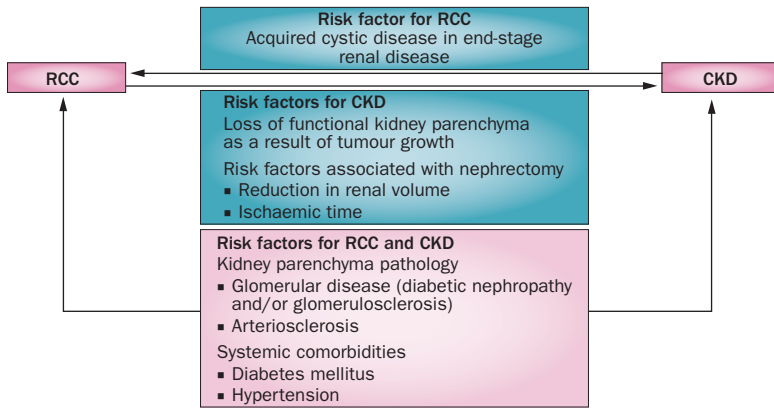 Risk factor for RCC
Acquired cystic disease in end-stage
renal disease
RCC
CKD
Risk factors for CKD
Loss of functional kidney parenchyma
as a result of tumour growth
Risk factors associated with nephrectomy
▪ Reduction in renal volume
▪ Ischaemic time
Risk factors for RCC and CKD
Kidney parenchyma pathology
▪ Glomerular disease (diabetic nephropathy
and/or glomerulosclerosis)
▪ Arteriosclerosis
Systemic comorbidities
▪ Diabetes mellitus
▪ Hypertension